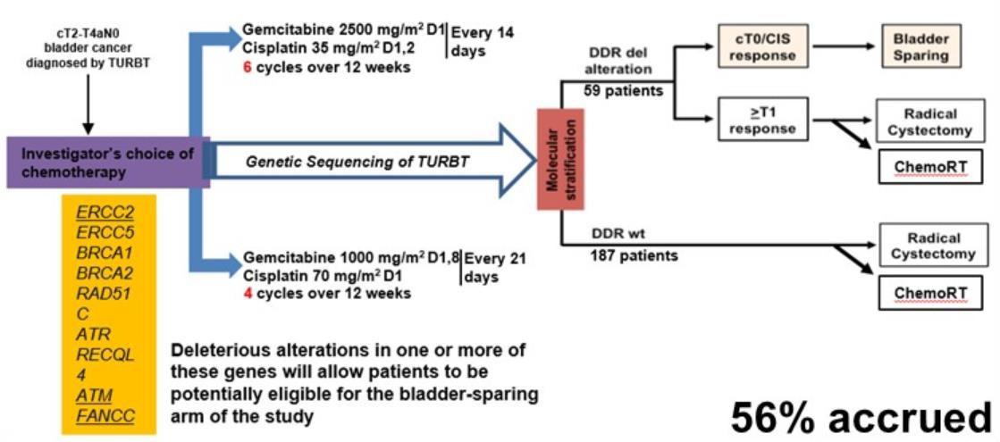 cT2-T4aN0
bladder cancer
diagnosed by TURBT
Investigator's choice of
chemotherapy
ERCC2
ERCC5
BRCA1
BRCA2
RAD51
C
ATR
RECQL
4
ATM
FANCC
Gemcitabine 2500 mg/m² D1
Cisplatin 35 mg/m² D1,2
6 cycles over 12 weeks
Every 14
days
Genetic Sequencing of TURBT
Gemcitabine 1000 mg/m² D1,8
Cisplatin 70 mg/m² D1
4 cycles over 12 weeks
Every 21
days
Deleterious alterations in one or more of
these genes will allow patients to be
potentially eligible for the bladder-sparing
arm of the study
Molecular
stratification
DDR del
alteration
59 patients
cT0/CIS
response
Bladder
Sparing
≥T1
response
Radical
Cystectomy
ChemoRT
DDR wt
187 patients
Radical
Cystectomy
ChemoRT
56% accrued